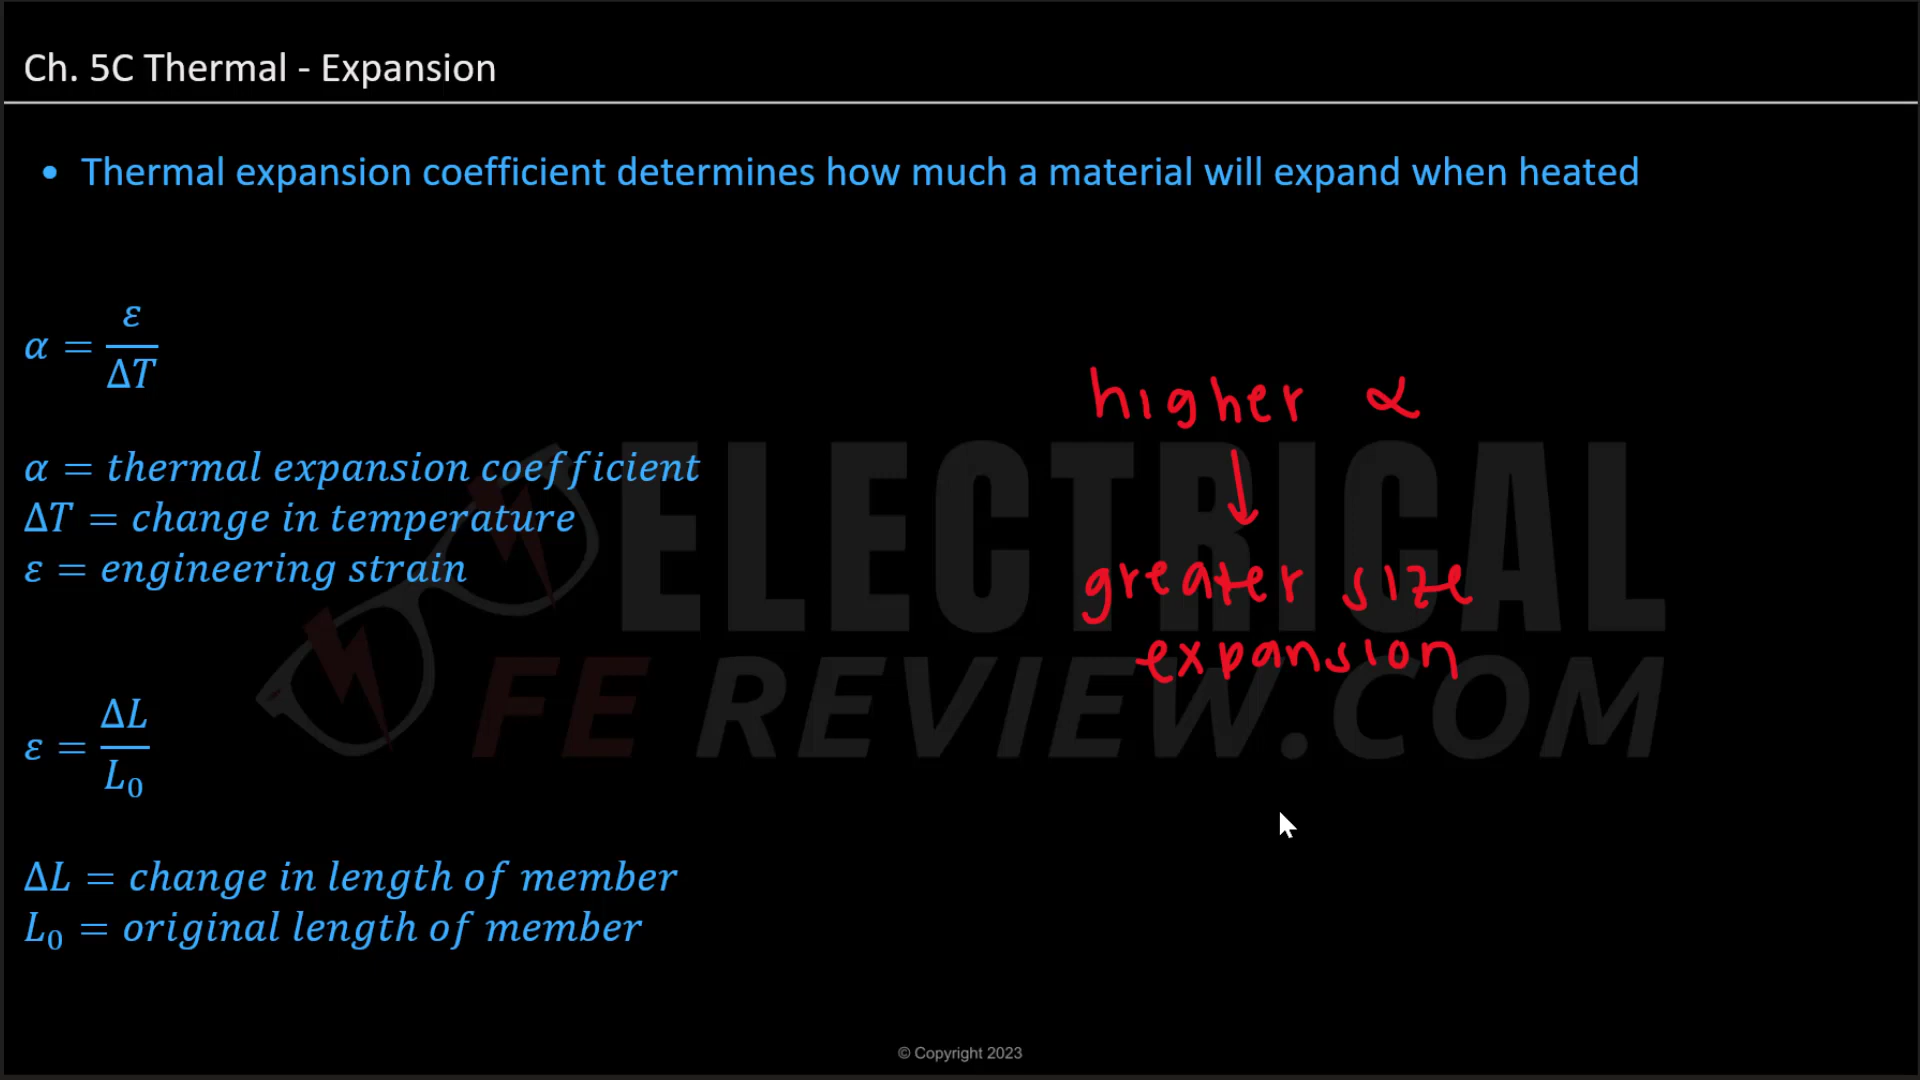 Ch. 5C Thermal - Expansion
• Thermal expansion coefficient determines how much a material will expand when heated
α = ε/ΔT
higher α
↓
α = thermal expansion coefficient
ΔT = change in temperature
ε = engineering strain
greater size
expansion
ELECTRICAL
FE REVIEW.COM
ε = ΔL/L₀
ΔL = change in length of member
L₀ = original length of member
© Copyright 2023